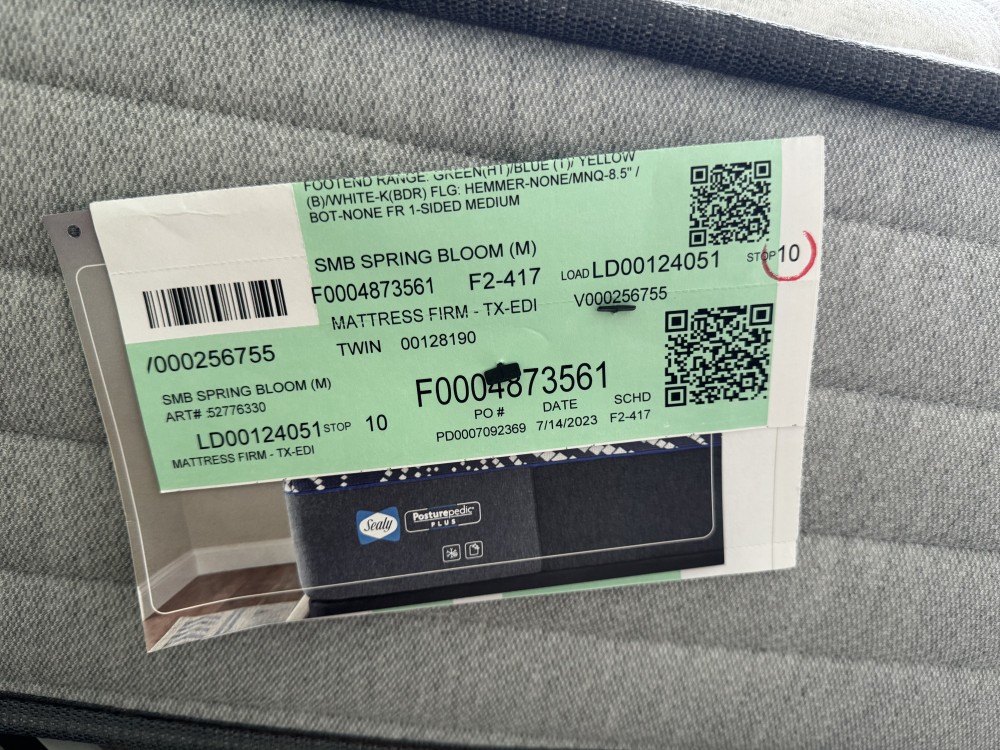 FOOTEND RANGE: GREEN(HT)/BLUE (T)/ YELLOW
(B)/WHITE-K(BDR) FLG: HEMMER-NONE/MNQ-8.5" /
BOT-NONE FR 1-SIDED MEDIUM
SMB SPRING BLOOM (M)
F0004873561 F2-417 LOAD LD00124051 STOP 10
MATTRESS FIRM - TX-EDI V000256755
TWIN 00128190
/000256755
SMB SPRING BLOOM (M)
ART# 52776330
LD00124051 STOP 10
MATTRESS FIRM - TX-EDI
F0004873561
PO # DATE SCHD
PD0007092369 7/14/2023 F2-417
Sealy Posturepedic
PLUS